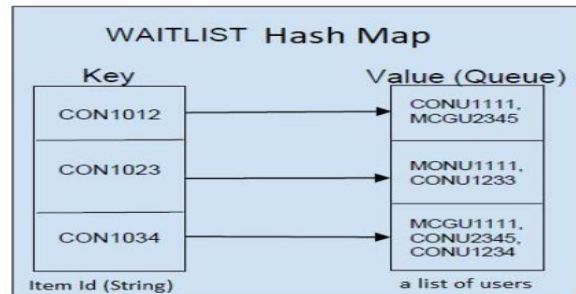 WAITLIST Hash Map
Key Value (Queue)
CON1012 CONU1111,
MCGU2345
CON1023 MONU1111,
CONU1233
CON1034 MCGU1111,
CONU2345,
CONU1234
Item Id (String) a list of users